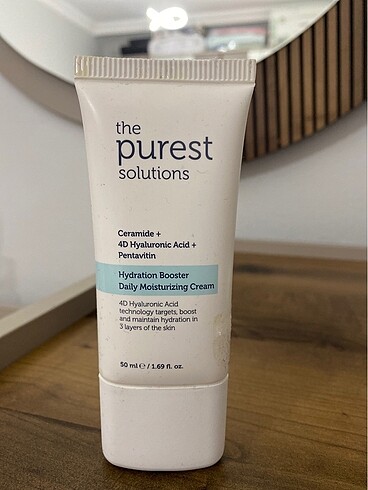 the
purest
solutions
Ceramide +
4D Hyaluronic Acid +
Pentavitin
Hydration Booster
Daily Moisturizing Cream
4D Hyaluronic Acid
technology targets, boost
and maintain hydration in
3 layers of the skin
50 ml ℮ / 1.69 fl. oz.